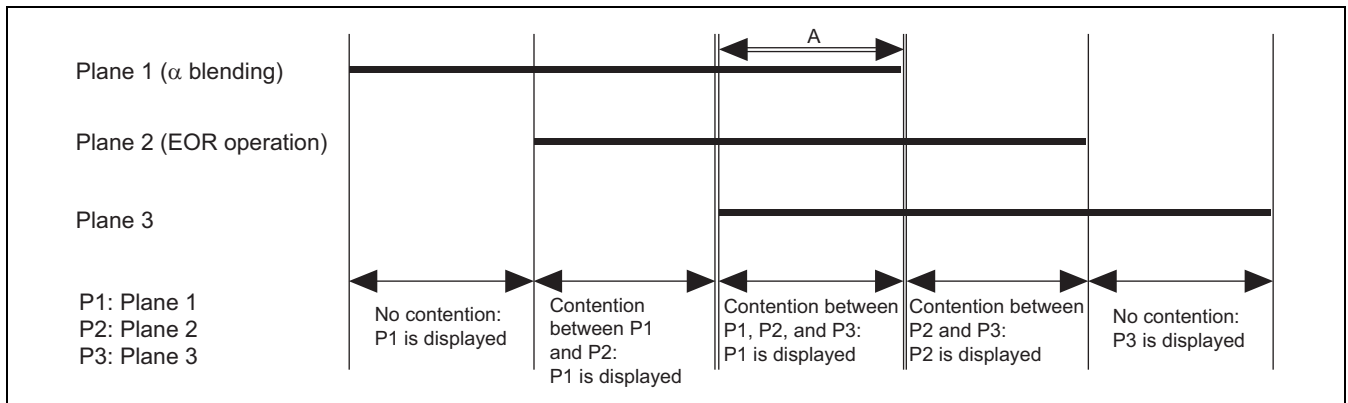 A
Plane 1 (α blending)
Plane 2 (EOR operation)
Plane 3
P1: Plane 1
P2: Plane 2
P3: Plane 3
No contention:
P1 is displayed
Contention
between P1
and P2:
P1 is displayed
Contention between
P1, P2, and P3:
P1 is displayed
Contention between
P2 and P3:
P2 is displayed
No contention:
P3 is displayed